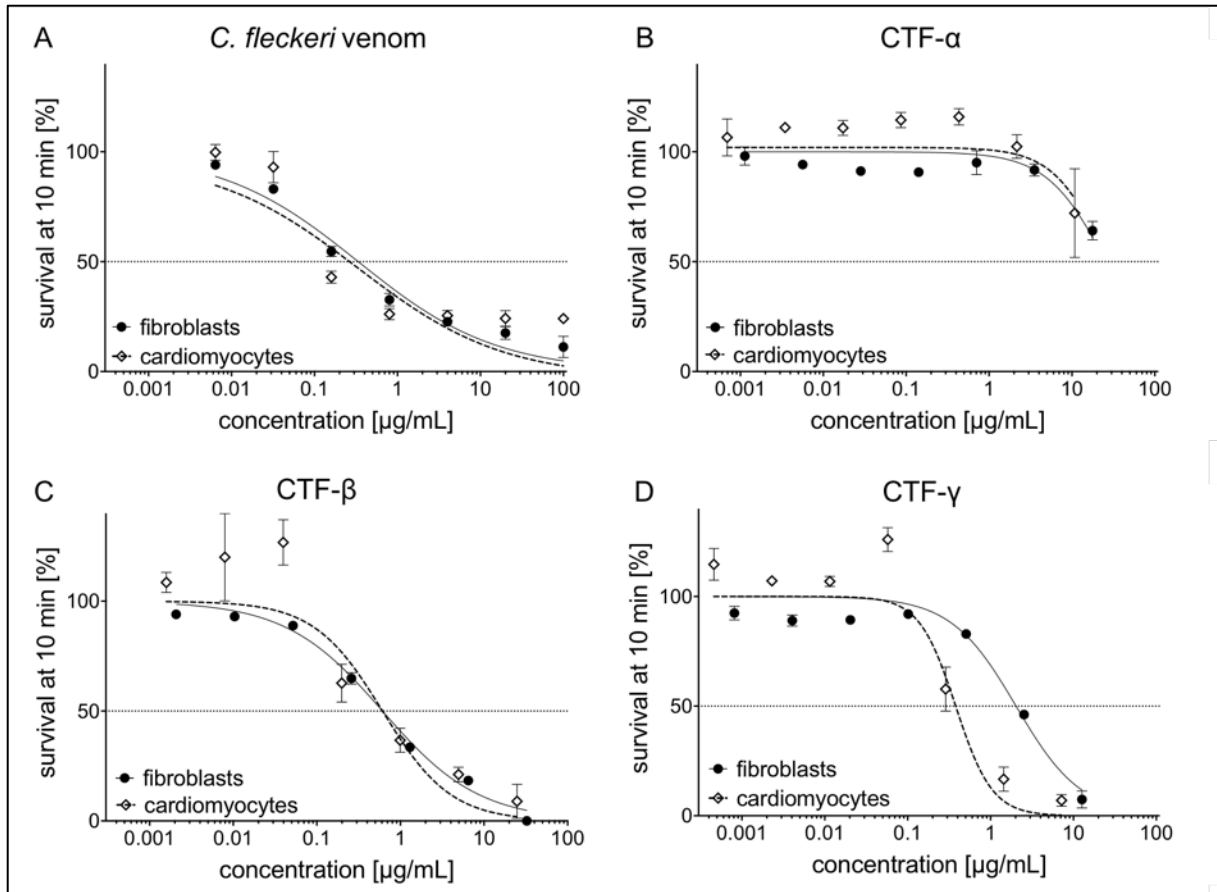 A
C. fleckeri venom
survival at 10 min [%]
100
50
0
fibroblasts
cardiomyocytes
0.001 0.01 0.1 1 10 100
concentration [µg/mL]
B
CTF-α
survival at 10 min [%]
100
50
0
fibroblasts
cardiomyocytes
0.001 0.01 0.1 1 10 100
concentration [µg/mL]
C
CTF-β
survival at 10 min [%]
100
50
0
fibroblasts
cardiomyocytes
0.001 0.01 0.1 1 10 100
concentration [µg/mL]
D
CTF-γ
survival at 10 min [%]
100
50
0
fibroblasts
cardiomyocytes
0.001 0.01 0.1 1 10 100
concentration [µg/mL]